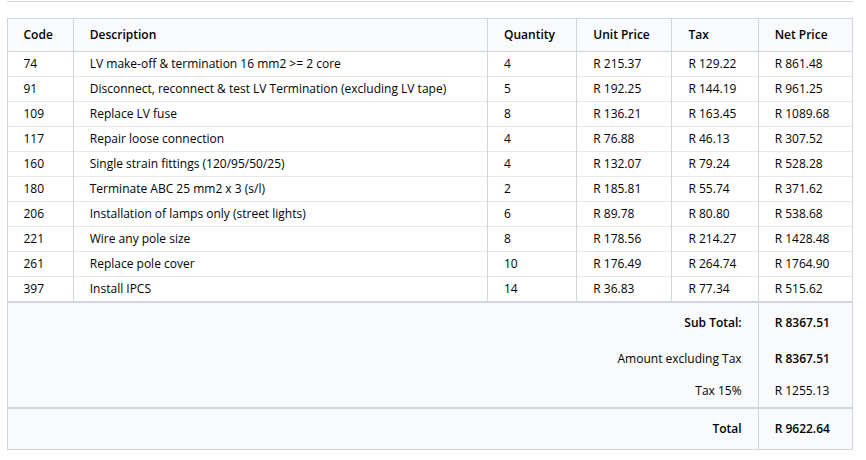 Code Description Quantity Unit Price Tax Net Price
74 LV make-off & termination 16 mm2 >= 2 core 4 R 215.37 R 129.22 R 861.48
91 Disconnect, reconnect & test LV Termination (excluding LV tape) 5 R 192.25 R 144.19 R 961.25
109 Replace LV fuse 8 R 136.21 R 163.45 R 1089.68
117 Repair loose connection 4 R 76.88 R 46.13 R 307.52
160 Single strain fittings (120/95/50/25) 4 R 132.07 R 79.24 R 528.28
180 Terminate ABC 25 mm2 x 3 (s/l) 2 R 185.81 R 55.74 R 371.62
206 Installation of lamps only (street lights) 6 R 89.78 R 80.80 R 538.68
221 Wire any pole size 8 R 178.56 R 214.27 R 1428.48
261 Replace pole cover 10 R 176.49 R 264.74 R 1764.90
397 Install IPCS 14 R 36.83 R 77.34 R 515.62
Sub Total: R 8367.51
Amount excluding Tax R 8367.51
Tax 15% R 1255.13
Total R 9622.64